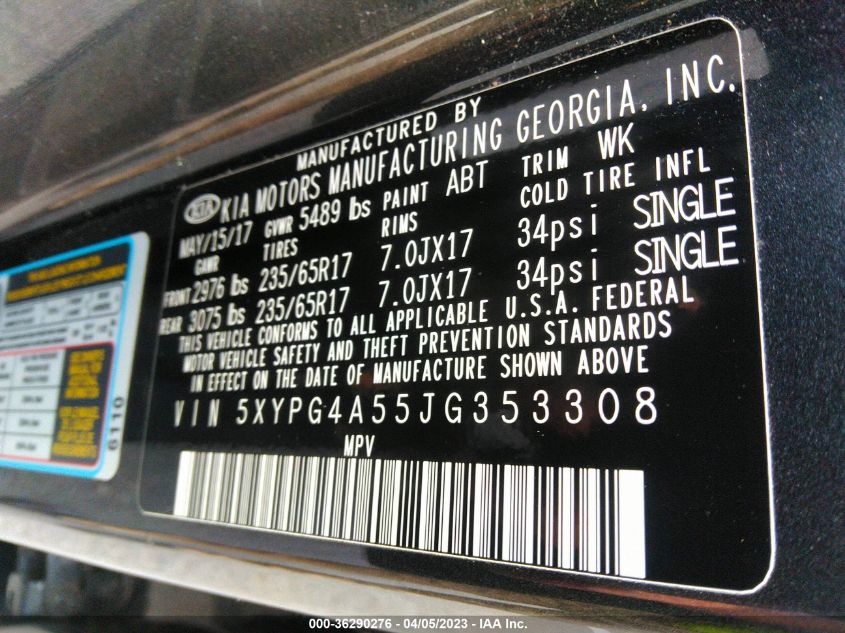 MANUFACTURED BY
KIA KIA MOTORS MANUFACTURING GEORGIA, INC.
MAY/15/17 GVWR 5489 lbs PAINT ABT TRIM WK
GAWR TIRES RIMS COLD TIRE INFL
FRONT 2976 lbs 235/65R17 7.0JX17 34psi SINGLE
REAR 3075 lbs 235/65R17 7.0JX17 34psi SINGLE
THIS VEHICLE CONFORMS TO ALL APPLICABLE U.S.A. FEDERAL
MOTOR VEHICLE SAFETY AND THEFT PREVENTION STANDARDS
IN EFFECT ON THE DATE OF MANUFACTURE SHOWN ABOVE
VIN 5XYPG4A55JG353308
MPV
6110
000-36290276 - 04/05/2023 - IAA Inc.